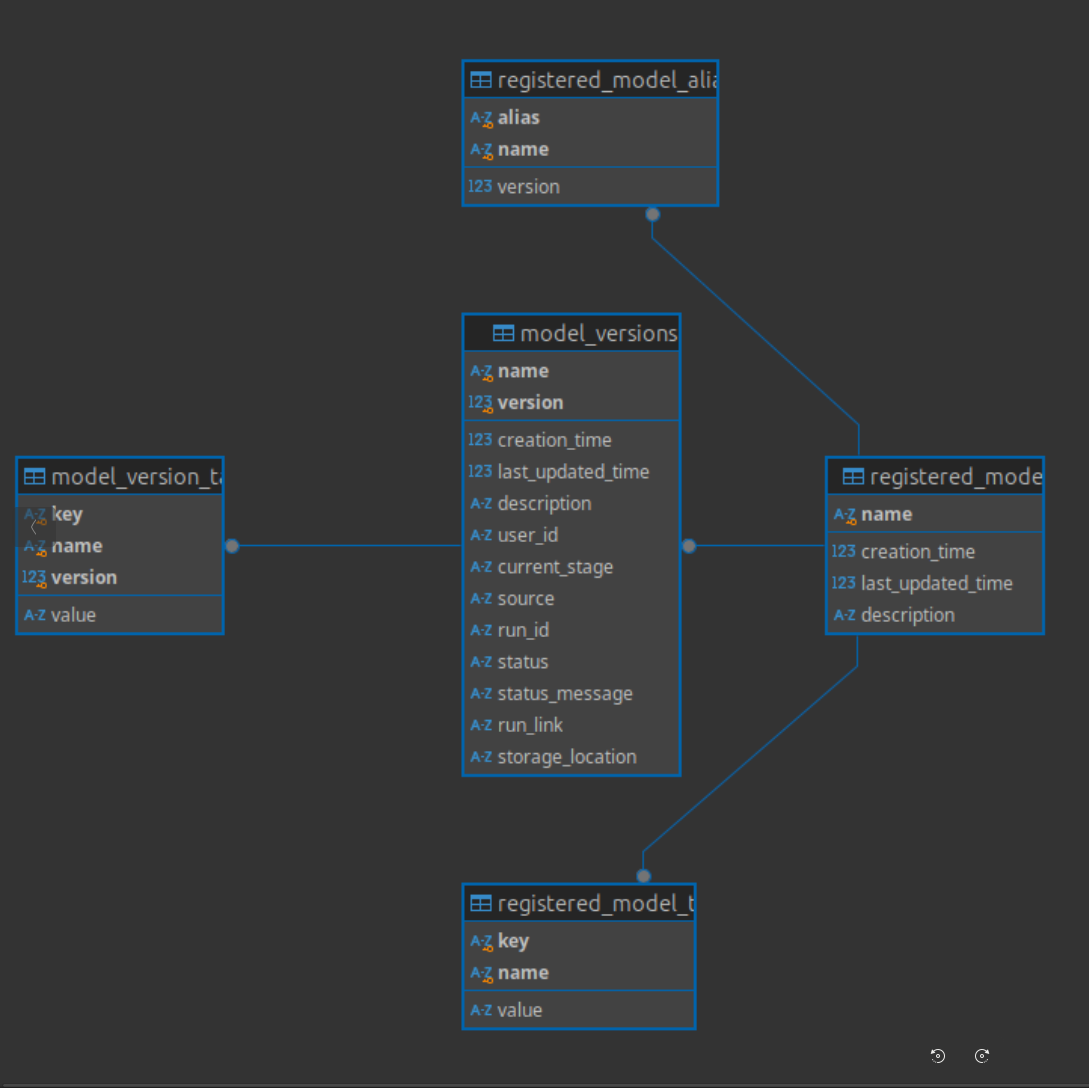 registered_model_alia
A-Z alias
A-Z name
123 version
model_versions
A-Z name
123 version
123 creation_time
123 last_updated_time
A-Z description
A-Z user_id
A-Z current_stage
A-Z source
A-Z run_id
A-Z status
A-Z status_message
A-Z run_link
A-Z storage_location
model_version_ta
A-Z key
A-Z name
123 version
A-Z value
registered_mode
A-Z name
123 creation_time
123 last_updated_time
A-Z description
registered_model_t
A-Z key
A-Z name
A-Z value